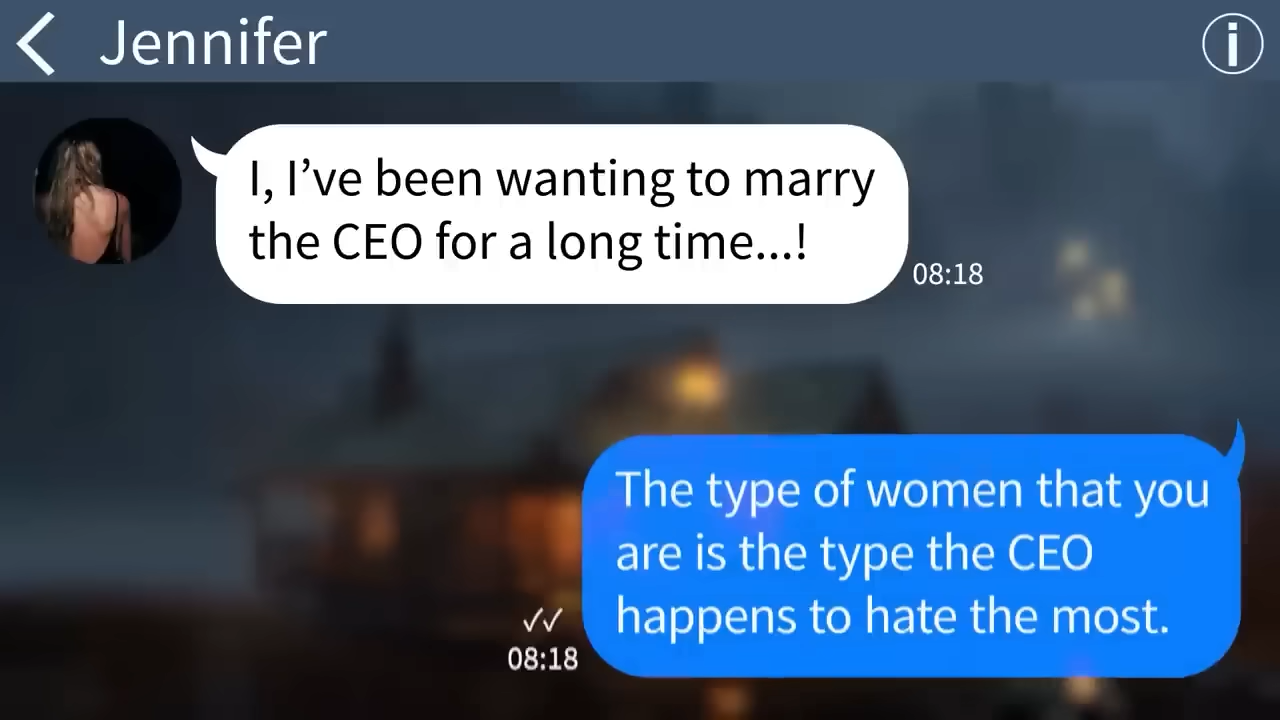 Jennifer
I, I’ve been wanting to marry
the CEO for a long time...!
08:18
The type of women that you
are is the type the CEO
happens to hate the most.
08:18